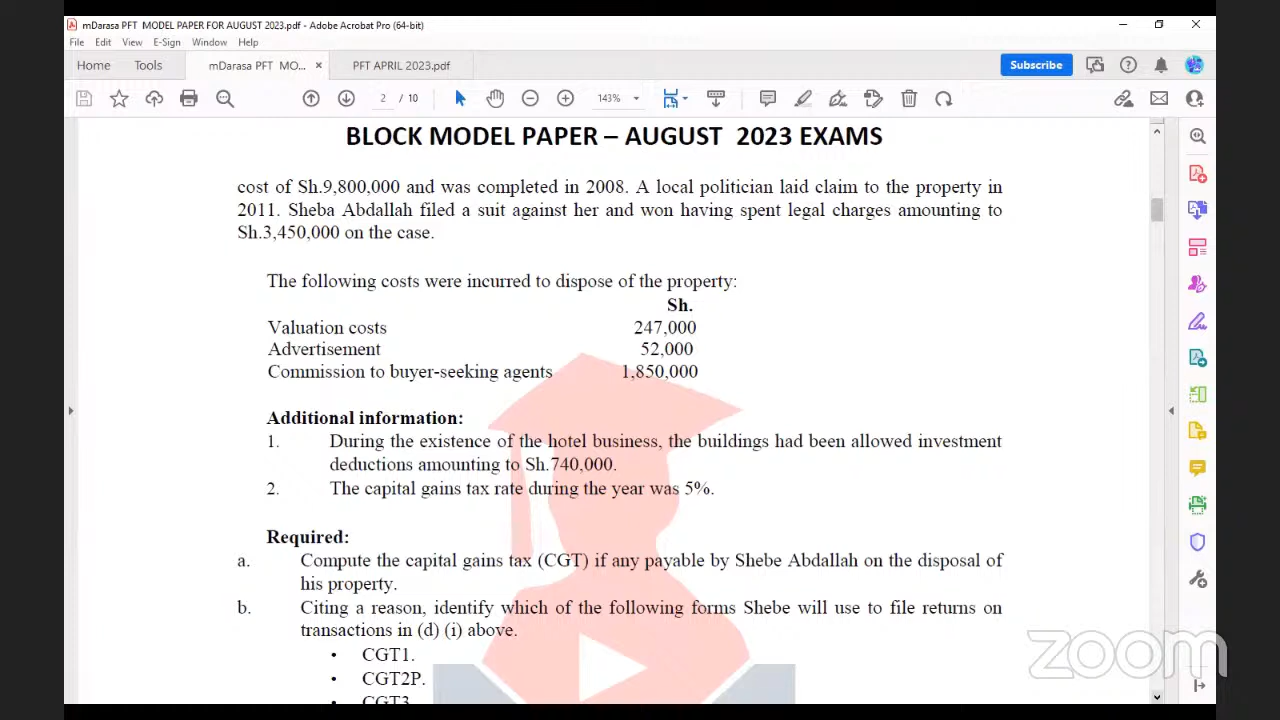 mDarasa PFT MODEL PAPER FOR AUGUST 2023.pdf - Adobe Acrobat Pro (64-bit)
File Edit View E-Sign Window Help
Home Tools mDarasa PFT MO... × PFT APRIL 2023.pdf Subscribe
2 / 10 143%
BLOCK MODEL PAPER – AUGUST 2023 EXAMS
cost of Sh.9,800,000 and was completed in 2008. A local politician laid claim to the property in
2011. Sheba Abdallah filed a suit against her and won having spent legal charges amounting to
Sh.3,450,000 on the case.
The following costs were incurred to dispose of the property:
Sh.
Valuation costs 247,000
Advertisement 52,000
Commission to buyer-seeking agents 1,850,000
Additional information:
1. During the existence of the hotel business, the buildings had been allowed investment
deductions amounting to Sh.740,000.
2. The capital gains tax rate during the year was 5%.
Required:
a. Compute the capital gains tax (CGT) if any payable by Shebe Abdallah on the disposal of
his property.
b. Citing a reason, identify which of the following forms Shebe will use to file returns on
transactions in (d) (i) above.
• CGT1.
• CGT2P.
• CGT3
zoom